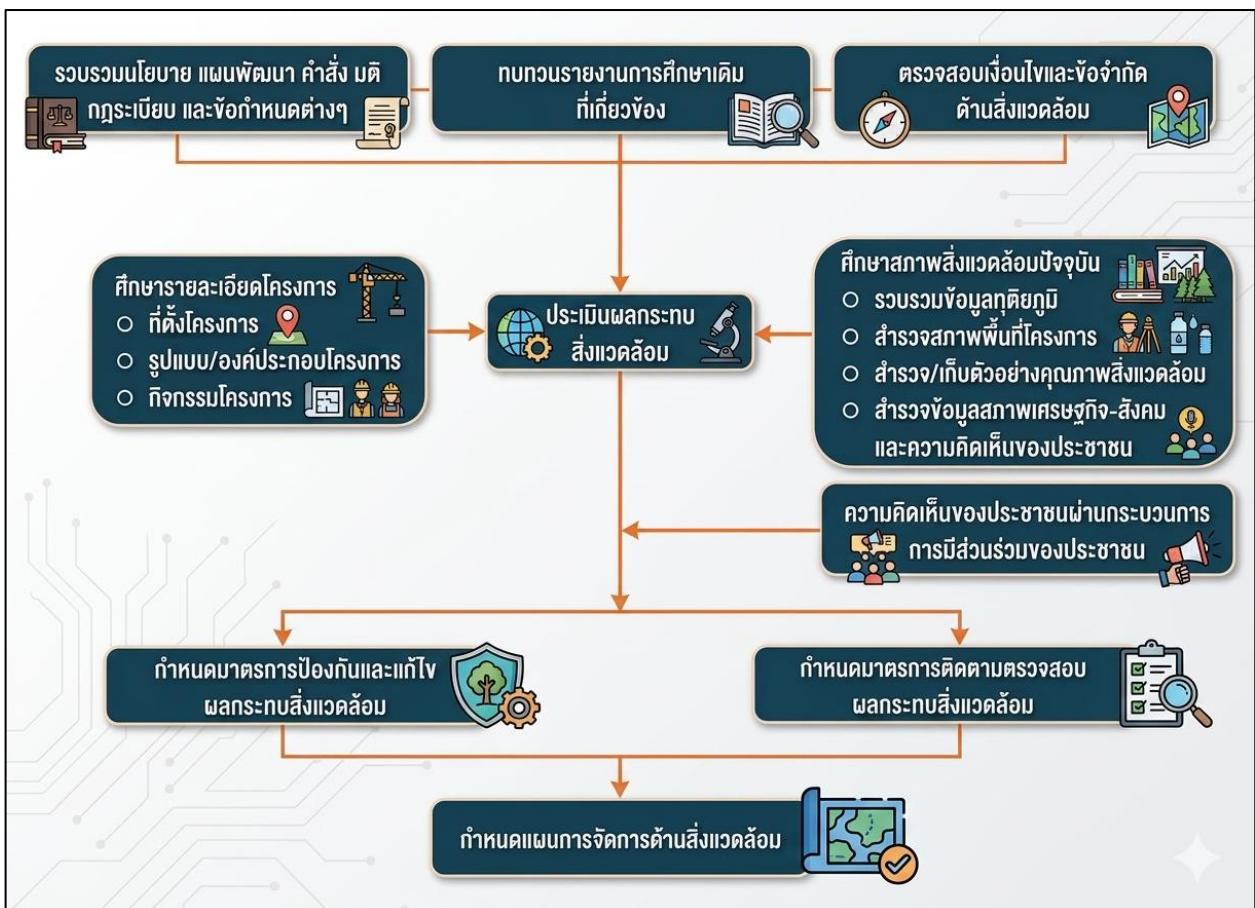 รวบรวมนโยบาย แผนพัฒนา คำสั่ง มติ
กฎระเบียบ และข้อกำหนดต่างๆ
ทบทวนรายงานการศึกษาเดิม
ที่เกี่ยวข้อง
ตรวจสอบเงื่อนไขและข้อจำกัด
ด้านสิ่งแวดล้อม
ศึกษารายละเอียดโครงการ
ที่ตั้งโครงการ
รูปแบบ/องค์ประกอบโครงการ
กิจกรรมโครงการ
ประเมินผลกระทบ
สิ่งแวดล้อม
ศึกษาสภาพสิ่งแวดล้อมปัจจุบัน
รวบรวมข้อมูลทุติยภูมิ
สำรวจสภาพพื้นที่โครงการ
สำรวจ/เก็บตัวอย่างคุณภาพสิ่งแวดล้อม
สำรวจข้อมูลสภาพเศรษฐกิจ-สังคม
และความคิดเห็นของประชาชน
ความคิดเห็นของประชาชนผ่านกระบวนการ
การมีส่วนร่วมของประชาชน
กำหนดมาตรการป้องกันและแก้ไข
ผลกระทบสิ่งแวดล้อม
กำหนดมาตรการติดตามตรวจสอบ
ผลกระทบสิ่งแวดล้อม
กำหนดแผนการจัดการด้านสิ่งแวดล้อม